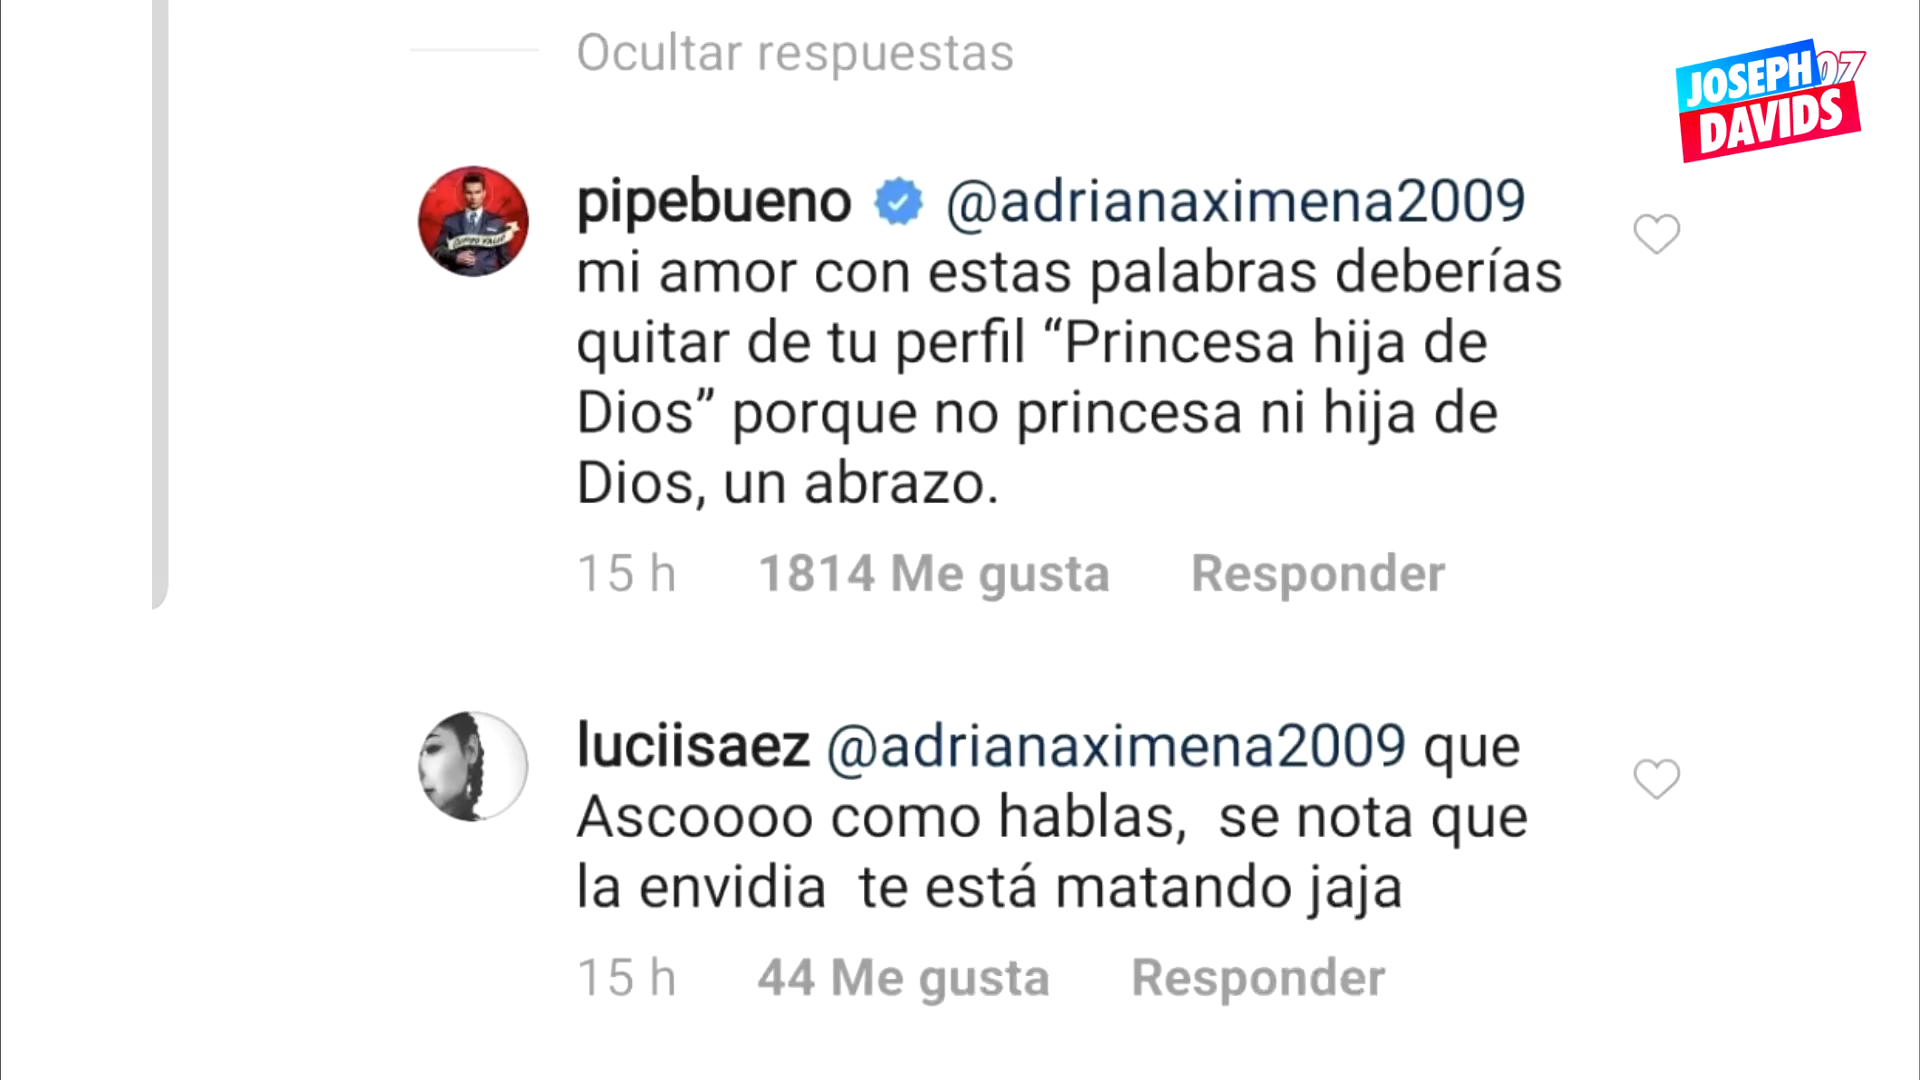 Ocultar respuestas
JOSEPH 07
DAVIDS
pipebueno @adrianaximena2009
mi amor con estas palabras deberías
quitar de tu perfil “Princesa hija de
Dios” porque no princesa ni hija de
Dios, un abrazo.
15 h 1814 Me gusta Responder
luciisaez @adrianaximena2009 que
Ascoooo como hablas,  se nota que
la envidia  te está matando jaja
15 h 44 Me gusta Responder